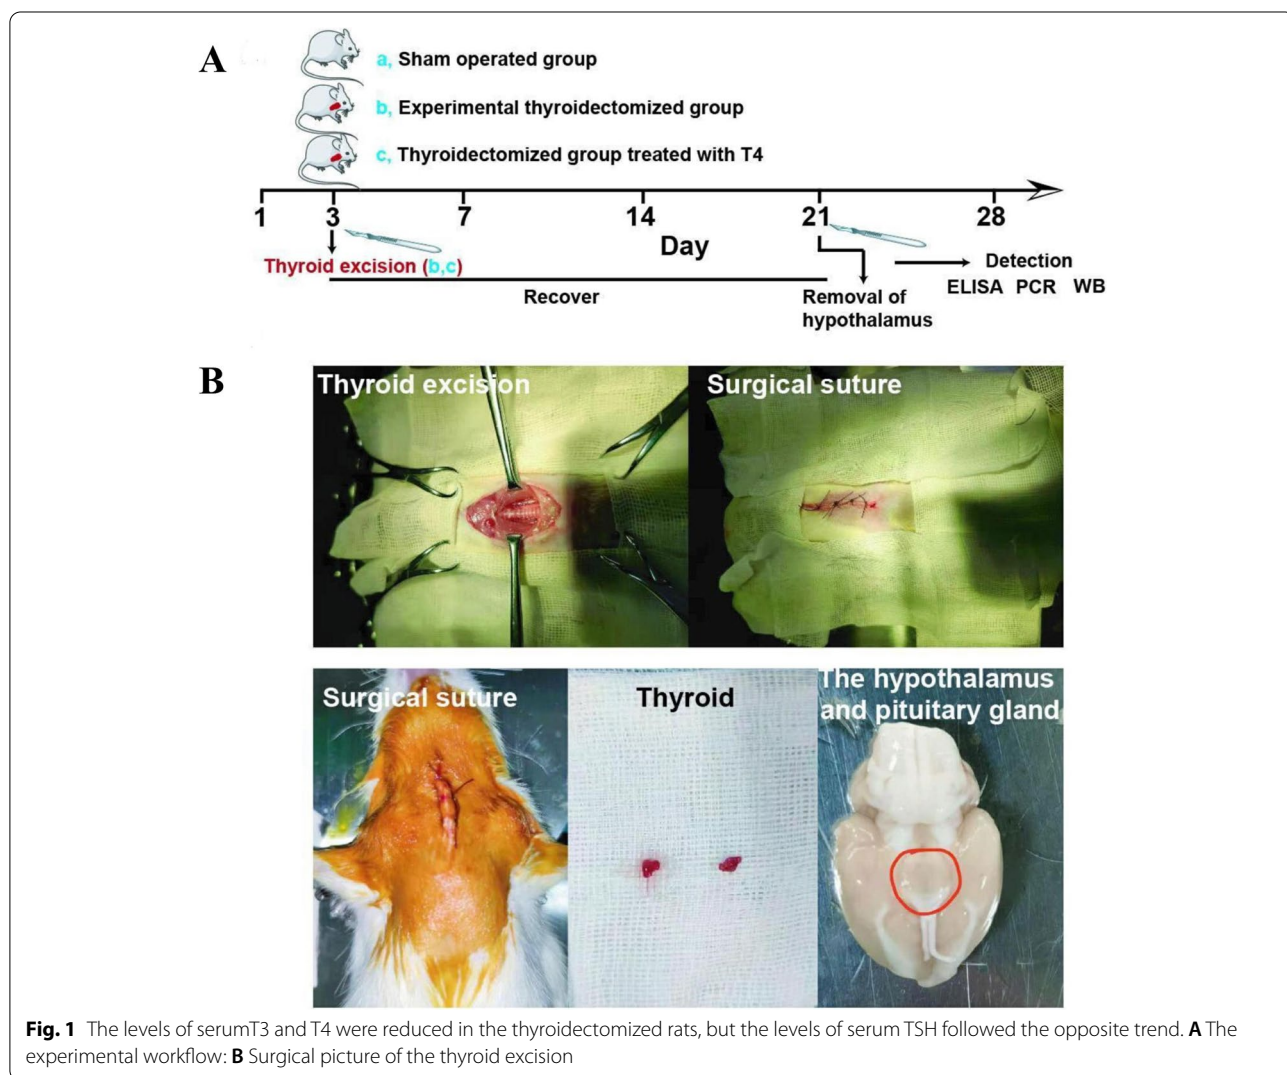 A
a, Sham operated group
b, Experimental thyroidectomized group
c, Thyroidectomized group treated with T4
1 3 7 14 21 28
Day
Thyroid excision (b,c)
Recover
Removal of
hypothalamus
Detection
ELISA PCR WB
B
Thyroid excision
Surgical suture
Surgical suture
Thyroid
The hypothalamus
and pituitary gland
Fig. 1 The levels of serumT3 and T4 were reduced in the thyroidectomized rats, but the levels of serum TSH followed the opposite trend. A The
experimental workflow: B Surgical picture of the thyroid excision